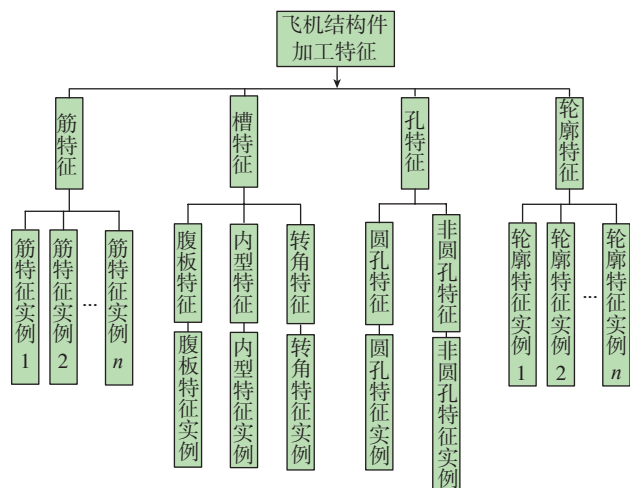 飞机结构件
加工特征
筋特征
槽特征
孔特征
轮廓特征
筋特征实例1
筋特征实例2
...
筋特征实例n
腹板特征
内型特征
转角特征
圆孔特征
非圆孔特征
轮廓特征实例1
轮廓特征实例2
...
轮廓特征实例n
腹板特征实例
内型特征实例
转角特征实例
圆孔特征实例
非圆孔特征实例